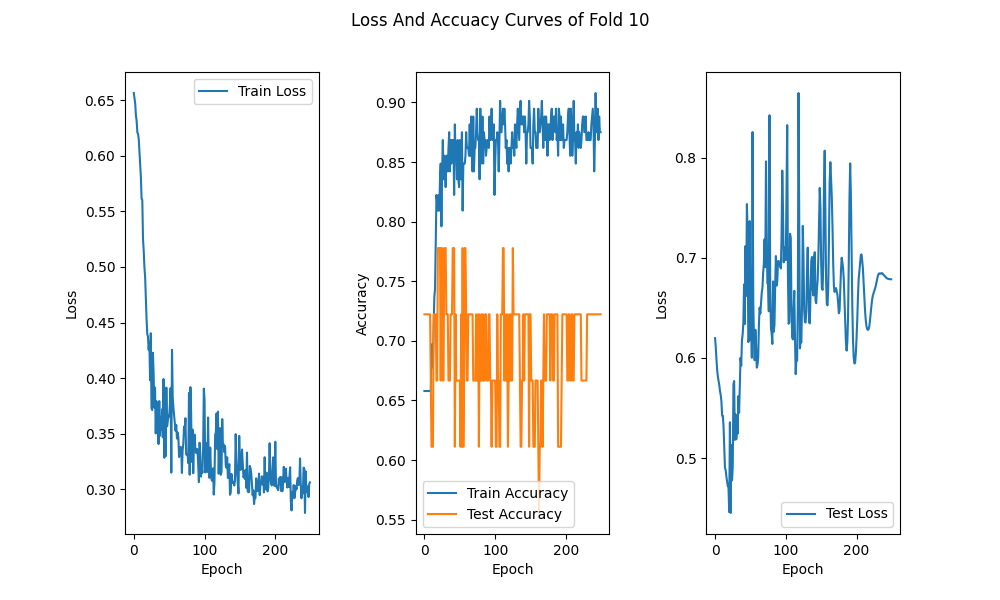 Loss And Accuacy Curves of Fold 10
Loss
0.65
0.60
0.55
0.50
0.45
0.40
0.35
0.30
0
100
200
Epoch
Train Loss
Accuracy
0.90
0.85
0.80
0.75
0.70
0.65
0.60
0.55
0
100
200
Epoch
Train Accuracy
Test Accuracy
Loss
0.8
0.7
0.6
0.5
0
100
200
Epoch
Test Loss